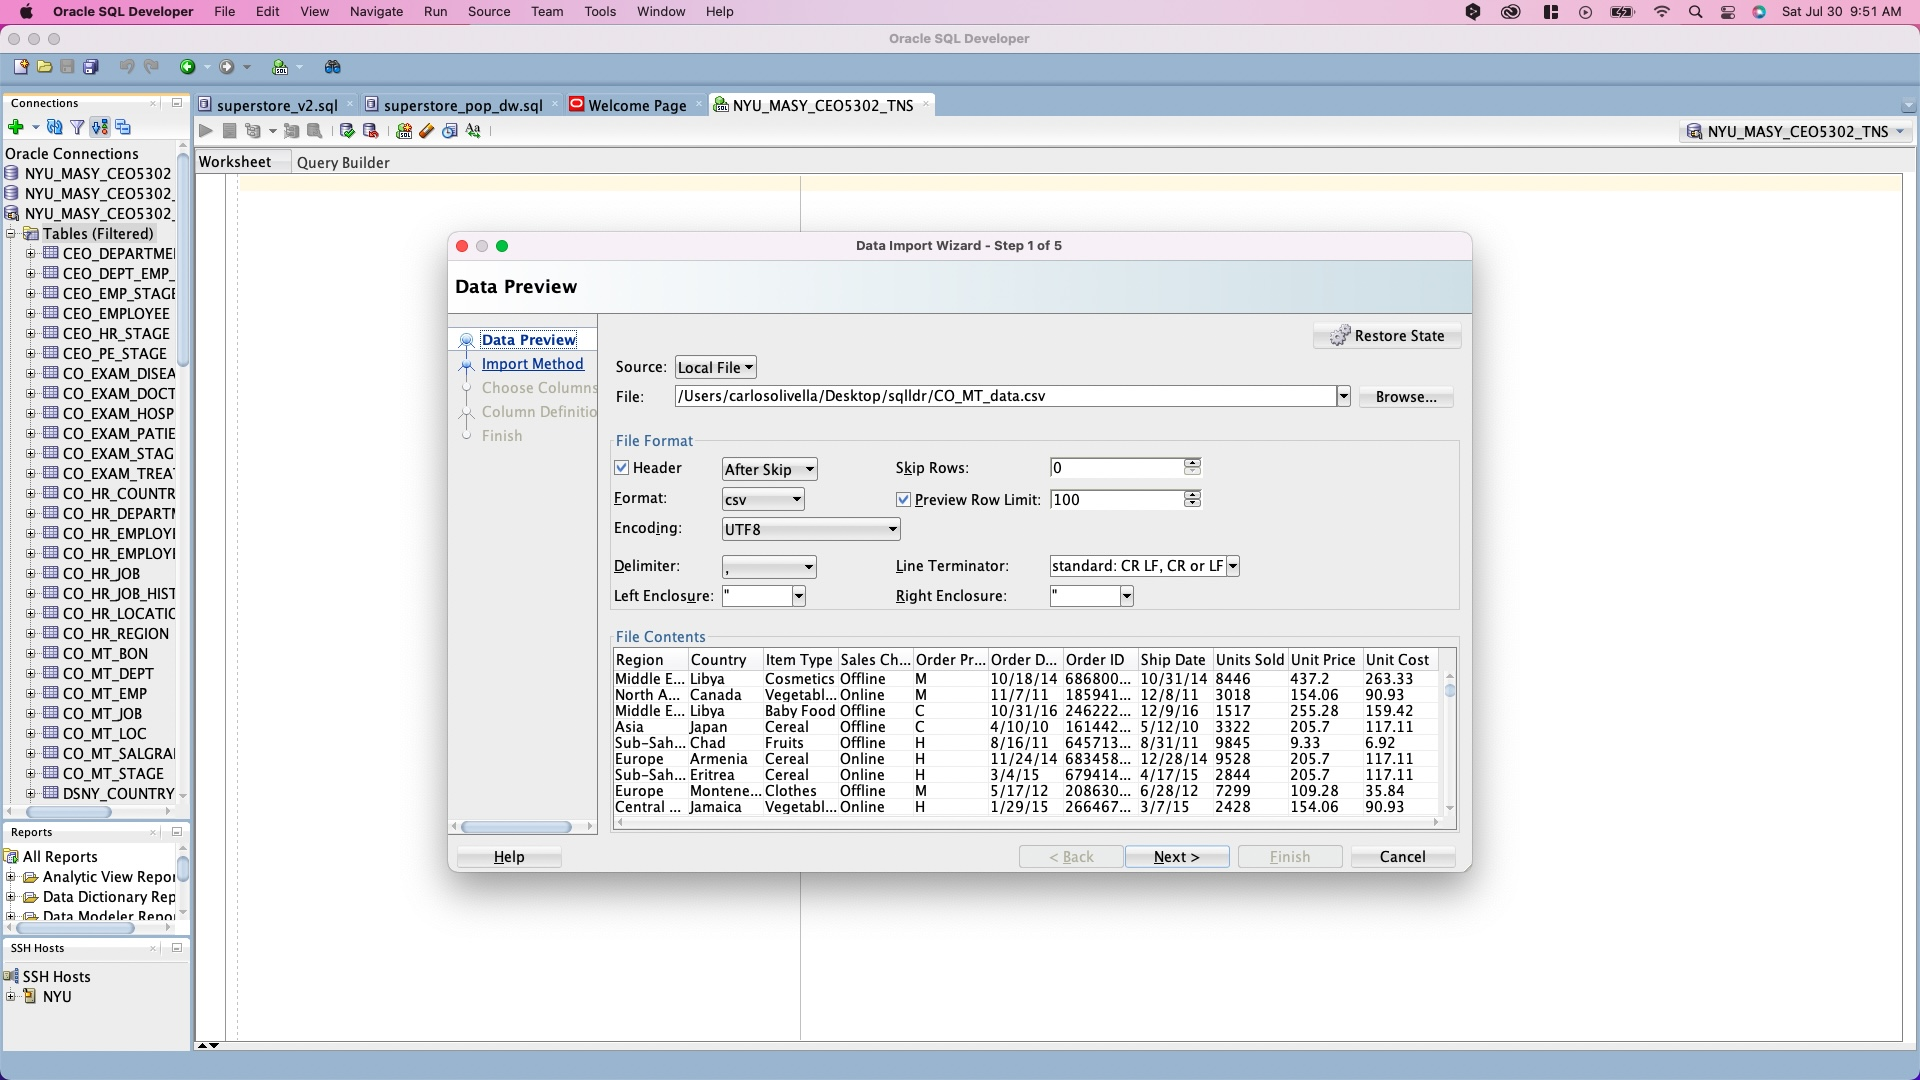 Oracle SQL Developer File Edit View Navigate Run Source Team Tools Window Help Sat Jul 30 9:51 AM
Oracle SQL Developer
Connections
superstore_v2.sql superstore_pop_dw.sql Welcome Page NYU_MASY_CEO5302_TNS
NYU_MASY_CEO5302_TNS
Worksheet Query Builder
Oracle Connections
NYU_MASY_CEO5302
NYU_MASY_CEO5302_
NYU_MASY_CEO5302_
Tables (Filtered)
CEO_DEPARTME
CEO_DEPT_EMP_
CEO_EMP_STAGE
CEO_EMPLOYEE
CEO_HR_STAGE
CEO_PE_STAGE
CO_EXAM_DISEA
CO_EXAM_DOCT
CO_EXAM_HOSP
CO_EXAM_PATIE
CO_EXAM_STAG
CO_EXAM_TREA
CO_HR_COUNTR
CO_HR_DEPARTM
CO_HR_EMPLOYE
CO_HR_EMPLOYE
CO_HR_JOB
CO_HR_JOB_HIST
CO_HR_LOCATIO
CO_HR_REGION
CO_MT_BON
CO_MT_DEPT
CO_MT_EMP
CO_MT_JOB
CO_MT_LOC
CO_MT_SALGRA
CO_MT_STAGE
DSNY_COUNTRY
Reports
All Reports
Analytic View Repor
Data Dictionary Rep
Data Modeler Repor
SSH Hosts
SSH Hosts
NYU
Data Import Wizard - Step 1 of 5
Data Preview
Data Preview
Import Method
Choose Columns
Column Definitio
Finish
Restore State
Source: Local File
File: /Users/carlosolivella/Desktop/sqlldr/CO_MT_data.csv Browse...
File Format
Header After Skip Skip Rows: 0
Format: csv Preview Row Limit: 100
Encoding: UTF8
Delimiter: , Line Terminator: standard: CR LF, CR or LF
Left Enclosure: " Right Enclosure: "
File Contents
Region Country Item Type Sales Ch... Order Pr... Order D... Order ID Ship Date Units Sold Unit Price Unit Cost
Middle E... Libya Cosmetics Offline M 10/18/14 686800... 10/31/14 8446 437.2 263.33
North A... Canada Vegetabl... Online M 11/7/11 185941... 12/8/11 3018 154.06 90.93
Middle E... Libya Baby Food Offline C 10/31/16 246222... 12/9/16 1517 255.28 159.42
Asia Japan Cereal Offline C 4/10/10 161442... 5/12/10 3322 205.7 117.11
Sub-Sah... Chad Fruits Offline H 8/16/11 645713... 8/31/11 9845 9.33 6.92
Europe Armenia Cereal Online H 11/24/14 683458... 12/28/14 9528 205.7 117.11
Sub-Sah... Eritrea Cereal Online H 3/4/15 679414... 4/17/15 2844 205.7 117.11
Europe Montene... Clothes Offline M 5/17/12 208630... 6/28/12 7299 109.28 35.84
Central ... Jamaica Vegetabl... Online H 1/29/15 266467... 3/7/15 2428 154.06 90.93
Help < Back Next > Finish Cancel